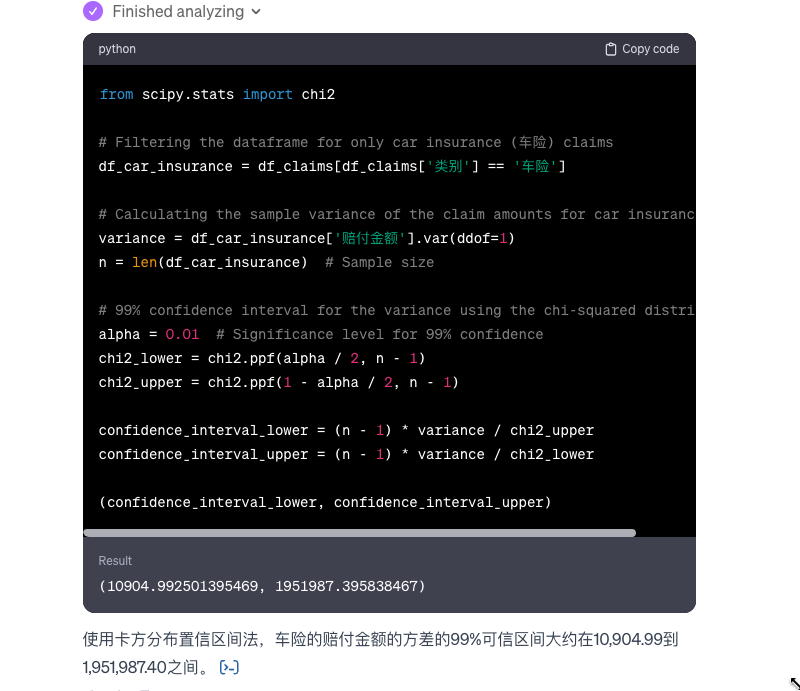 Finished analyzing
python
Copy code
from scipy.stats import chi2
# Filtering the dataframe for only car insurance (车险) claims
df_car_insurance = df_claims[df_claims['类别'] == '车险']
# Calculating the sample variance of the claim amounts for car insuranc
variance = df_car_insurance['赔付金额'].var(ddof=1)
n = len(df_car_insurance)  # Sample size
# 99% confidence interval for the variance using the chi-squared distri
alpha = 0.01  # Significance level for 99% confidence
chi2_lower = chi2.ppf(alpha / 2, n - 1)
chi2_upper = chi2.ppf(1 - alpha / 2, n - 1)
confidence_interval_lower = (n - 1) * variance / chi2_upper
confidence_interval_upper = (n - 1) * variance / chi2_lower
(confidence_interval_lower, confidence_interval_upper)
Result
(10904.992501395469, 1951987.395838467)
使用卡方分布置信区间法，车险的赔付金额的方差的99%可信区间大约在10,904.99到
1,951,987.40之间。 [>-]